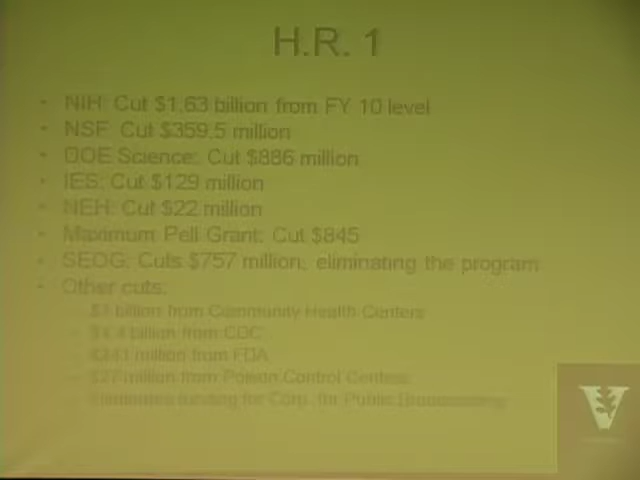 H.R. 1
• NIH: Cut $1.63 billion from FY 10 level
• NSF: Cut $359.5 million
• DOE Science: Cut $886 million
• IES: Cut $129 million
• NEH: Cut $22 million
• Maximum Pell Grant: Cut $845
• SEOG: Cuts $757 million, eliminating the program
• Other cuts:
– billion from Community Health Centers
– billion from CDC
– million from FDA
– million from Poison Control Centers
– Eliminates funding for Corp. for Public Broadcasting
V